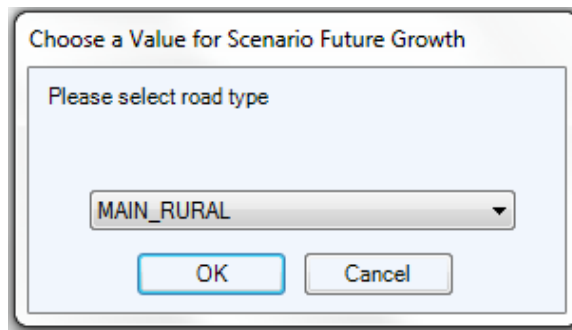 Choose a Value for Scenario Future Growth
Please select road type
MAIN_RURAL
OK
Cancel